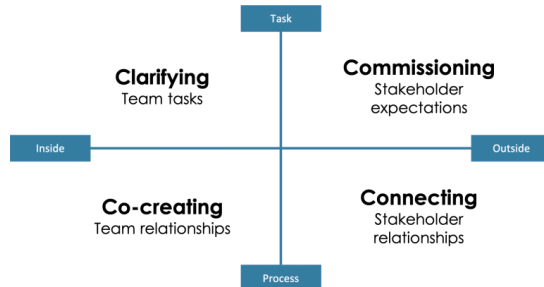 Task
Clarifying
Team tasks
Commissioning
Stakeholder
expectations
Inside
Outside
Co-creating
Team relationships
Connecting
Stakeholder
relationships
Process